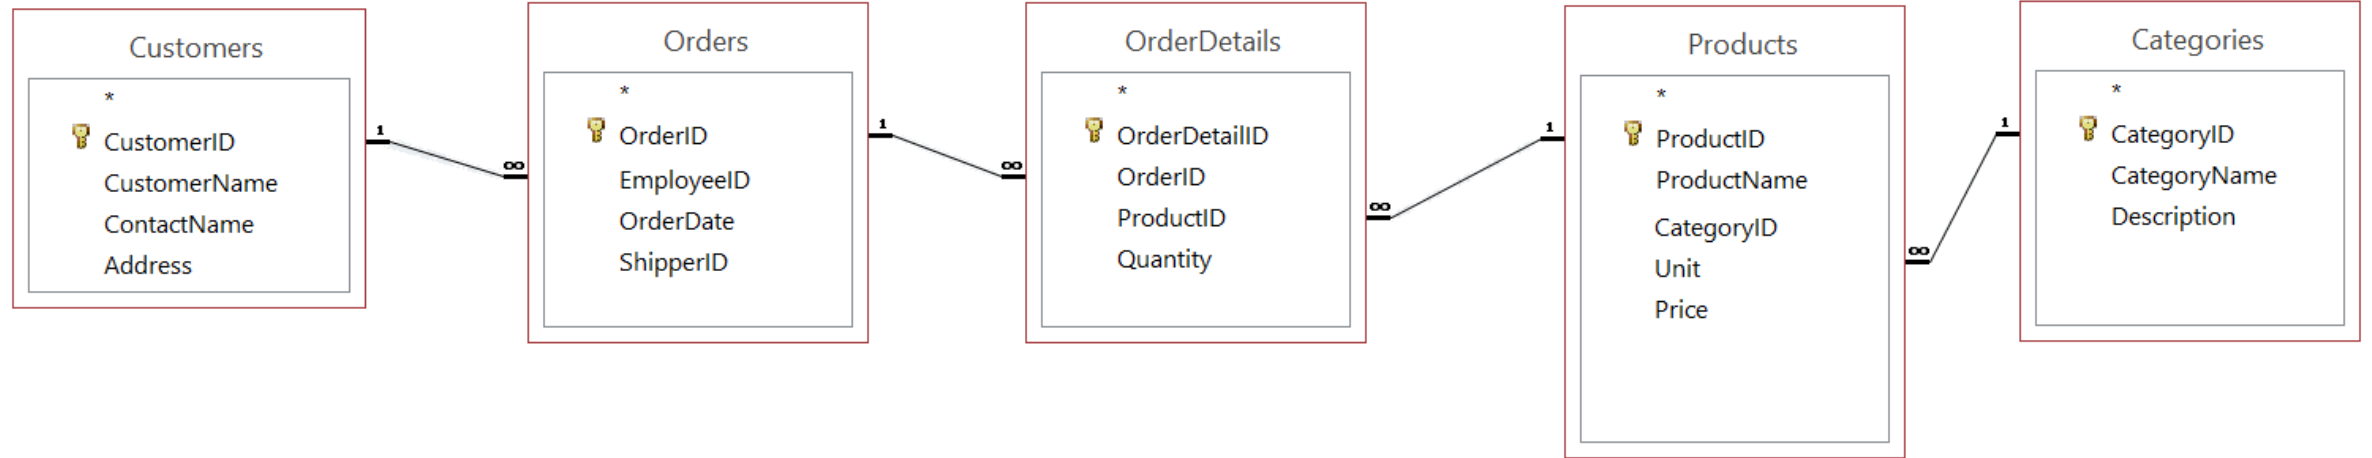 Customers
*
CustomerID
CustomerName
ContactName
Address
1
∞
Orders
*
OrderID
EmployeeID
OrderDate
ShipperID
1
∞
OrderDetails
*
OrderDetailID
OrderID
ProductID
Quantity
∞
1
Products
*
ProductID
ProductName
CategoryID
Unit
Price
∞
1
Categories
*
CategoryID
CategoryName
Description